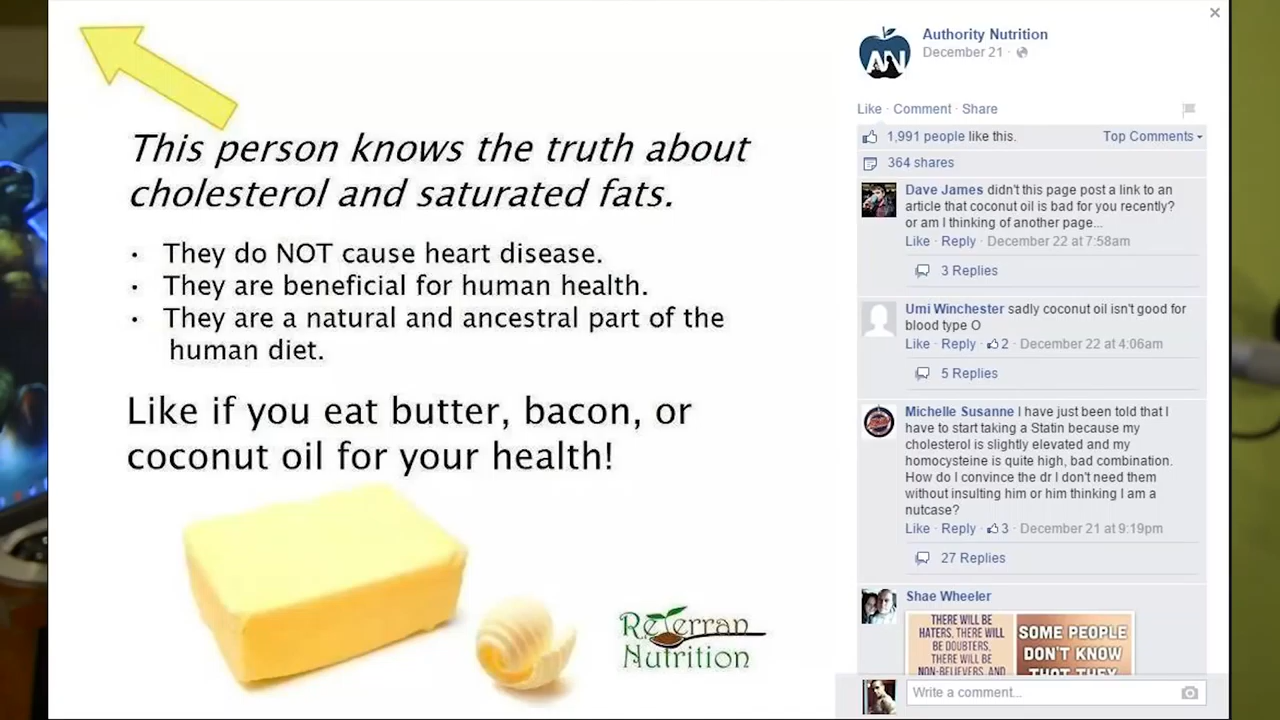 This person knows the truth about
cholesterol and saturated fats.
· They do NOT cause heart disease.
· They are beneficial for human health.
· They are a natural and ancestral part of the
human diet.
Like if you eat butter, bacon, or
coconut oil for your health!
ReTerran
Nutrition
×
AN
Authority Nutrition
December 21 ·
Like · Comment · Share
1,991 people like this.
Top Comments
364 shares
Dave James didn't this page post a link to an
article that coconut oil is bad for you recently?
or am I thinking of another page...
Like · Reply · December 22 at 7:58am
3 Replies
Umi Winchester sadly coconut oil isn't good for
blood type O
Like · Reply · 2 · December 22 at 4:06am
5 Replies
Michelle Susanne I have just been told that I
have to start taking a Statin because my
cholesterol is slightly elevated and my
homocysteine is quite high, bad combination.
How do I convince the dr I don't need them
without insulting him or him thinking I am a
nutcase?
Like · Reply · 3 · December 21 at 9:19pm
27 Replies
Shae Wheeler
THERE WILL BE
HATERS, THERE WILL
BE DOUBTERS,
THERE WILL BE
NON-BELIEVERS, AND
SOME PEOPLE
DON'T KNOW
THAT THEY
Write a comment...